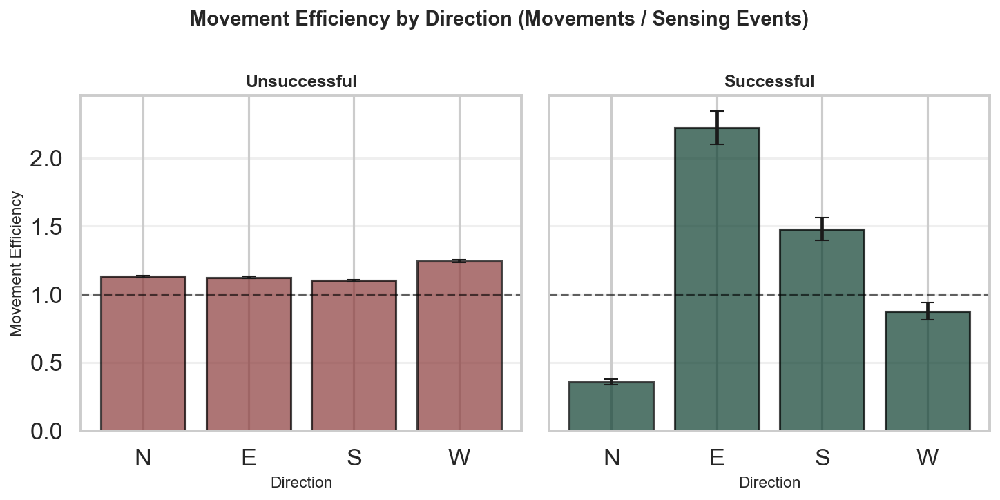 Movement Efficiency by Direction (Movements / Sensing Events)
Unsuccessful
Successful
Movement Efficiency
2.0
1.5
1.0
0.5
0.0
N E S W
N E S W
Direction
Direction